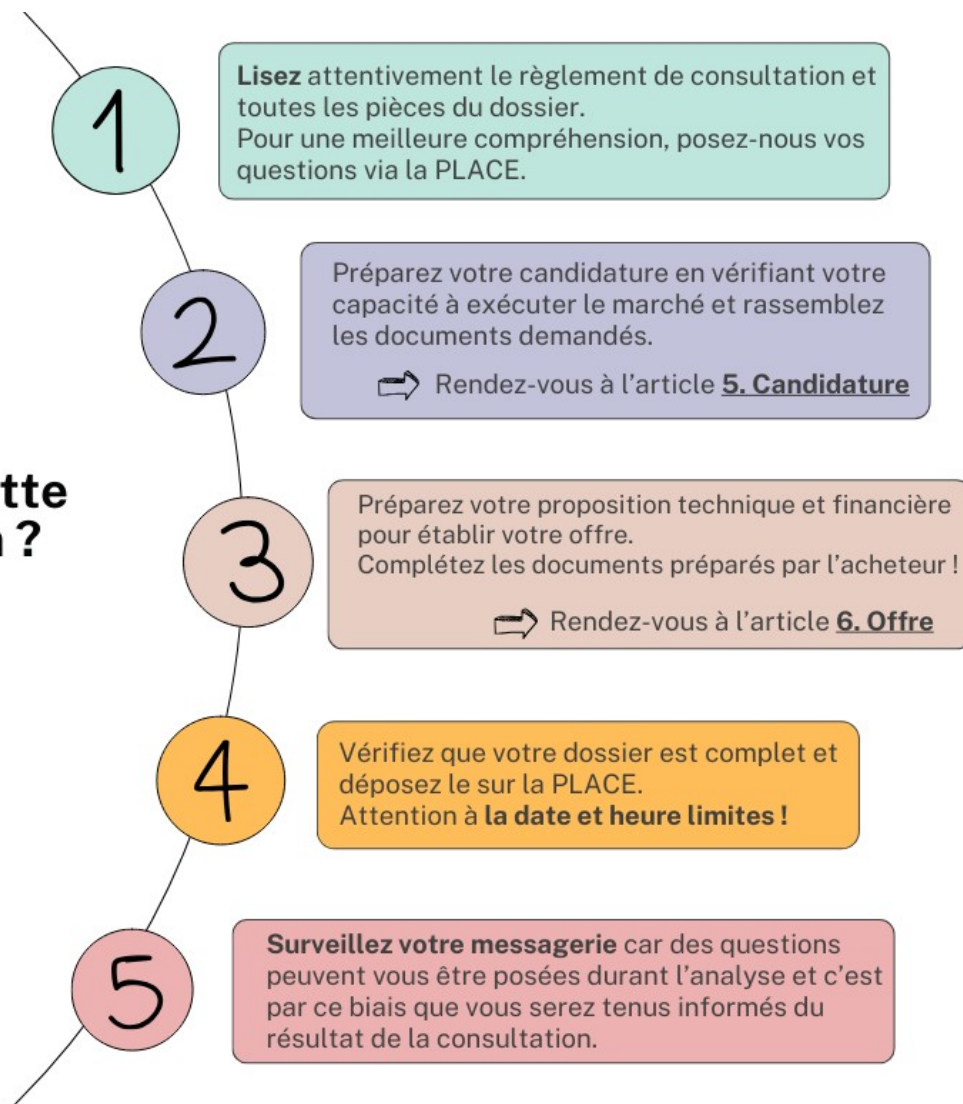 1
Lisez attentivement le règlement de consultation et
toutes les pièces du dossier.
Pour une meilleure compréhension, posez-nous vos
questions via la PLACE.
2
Préparez votre candidature en vérifiant votre
capacité à exécuter le marché et rassemblez
les documents demandés.
Rendez-vous à l'article 5. Candidature
tte
?
3
Préparez votre proposition technique et financière
pour établir votre offre.
Complétez les documents préparés par l'acheteur !
Rendez-vous à l'article 6. Offre
4
Vérifiez que votre dossier est complet et
déposez le sur la PLACE.
Attention à la date et heure limites !
5
Surveillez votre messagerie car des questions
peuvent vous être posées durant l'analyse et c'est
par ce biais que vous serez tenus informés du
résultat de la consultation.